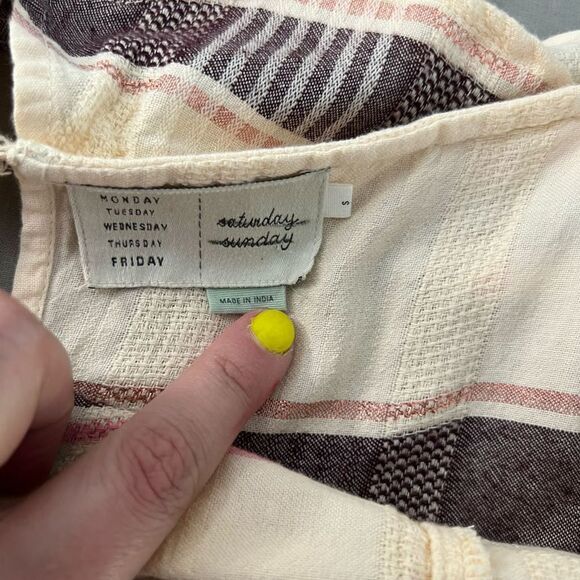 MONDAY
TUESDAY
WEDNESDAY
THURSDAY
FRIDAY
saturday
sunday
S
MADE IN INDIA